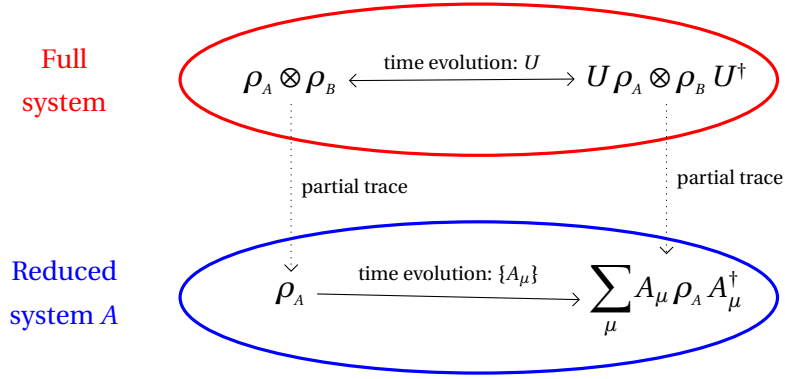 Full
system
ρ_A ⊗ ρ_B
time evolution: U
U ρ_A ⊗ ρ_B U†
partial trace
partial trace
Reduced
system A
ρ_A
time evolution: {A_μ}
∑_μ A_μ ρ_A A_μ†